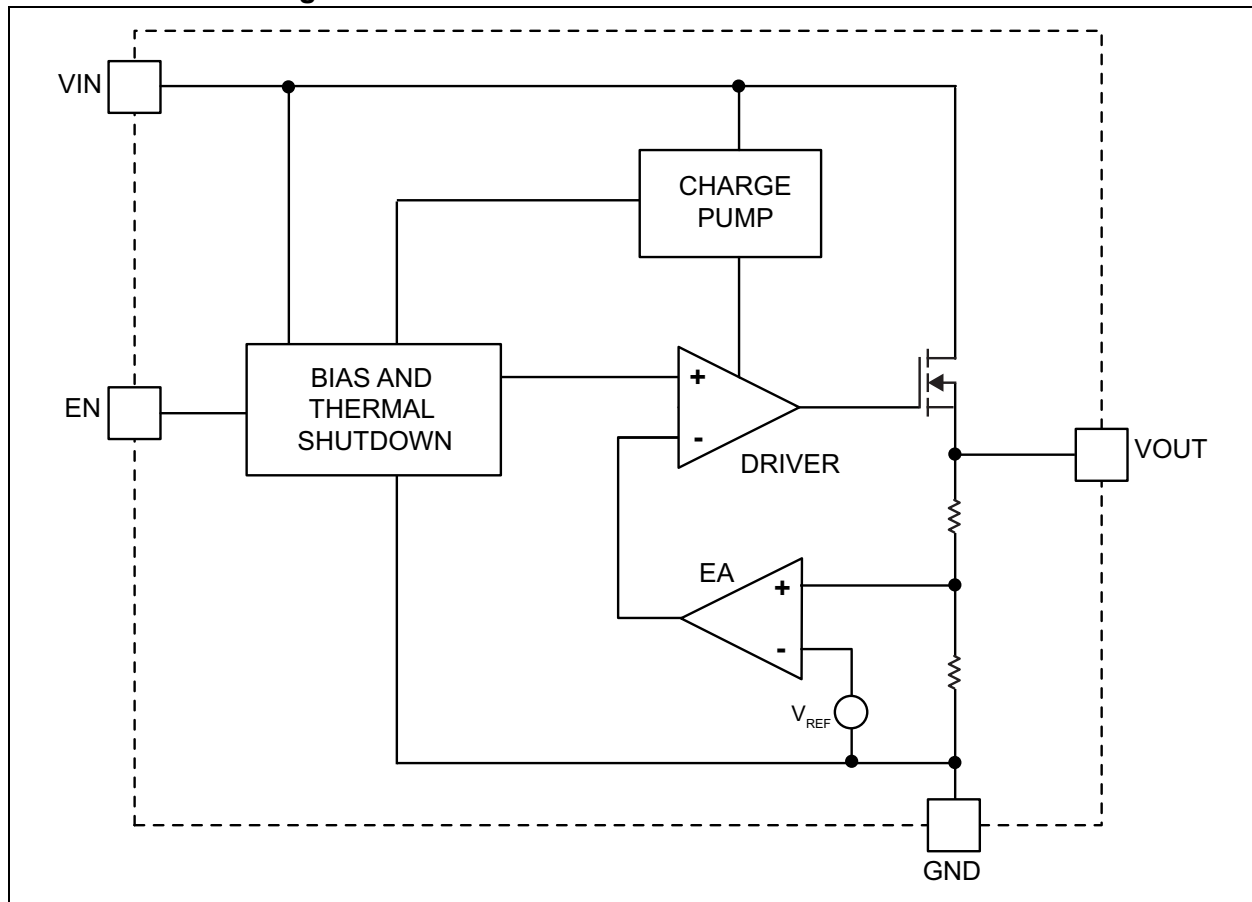 VIN
CHARGE
PUMP
EN
BIAS AND
THERMAL
SHUTDOWN
+
-
DRIVER
VOUT
EA
+
-
VREF
GND